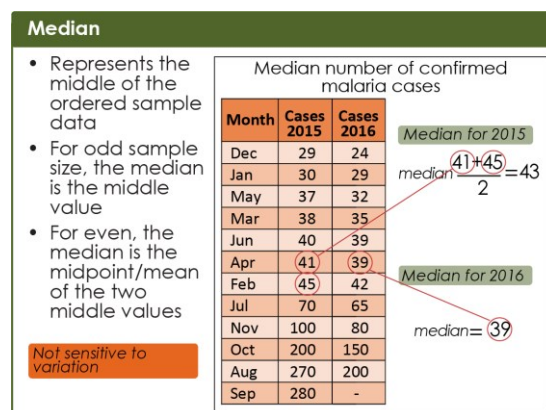 Median
• Represents the
middle of the
ordered sample
data
• For odd sample
size, the median
is the middle
value
• For even, the
median is the
midpoint/mean
of the two
middle values
Not sensitive to
variation
Median number of confirmed
malaria cases
Month Cases 2015 Cases 2016
Dec 29 24
Jan 30 29
May 37 32
Mar 38 35
Jun 40 39
Apr 41 39
Feb 45 42
Jul 70 65
Nov 100 80
Oct 200 150
Aug 270 200
Sep 280 -
Median for 2015
median 41+45
2
=43
Median for 2016
median= 39